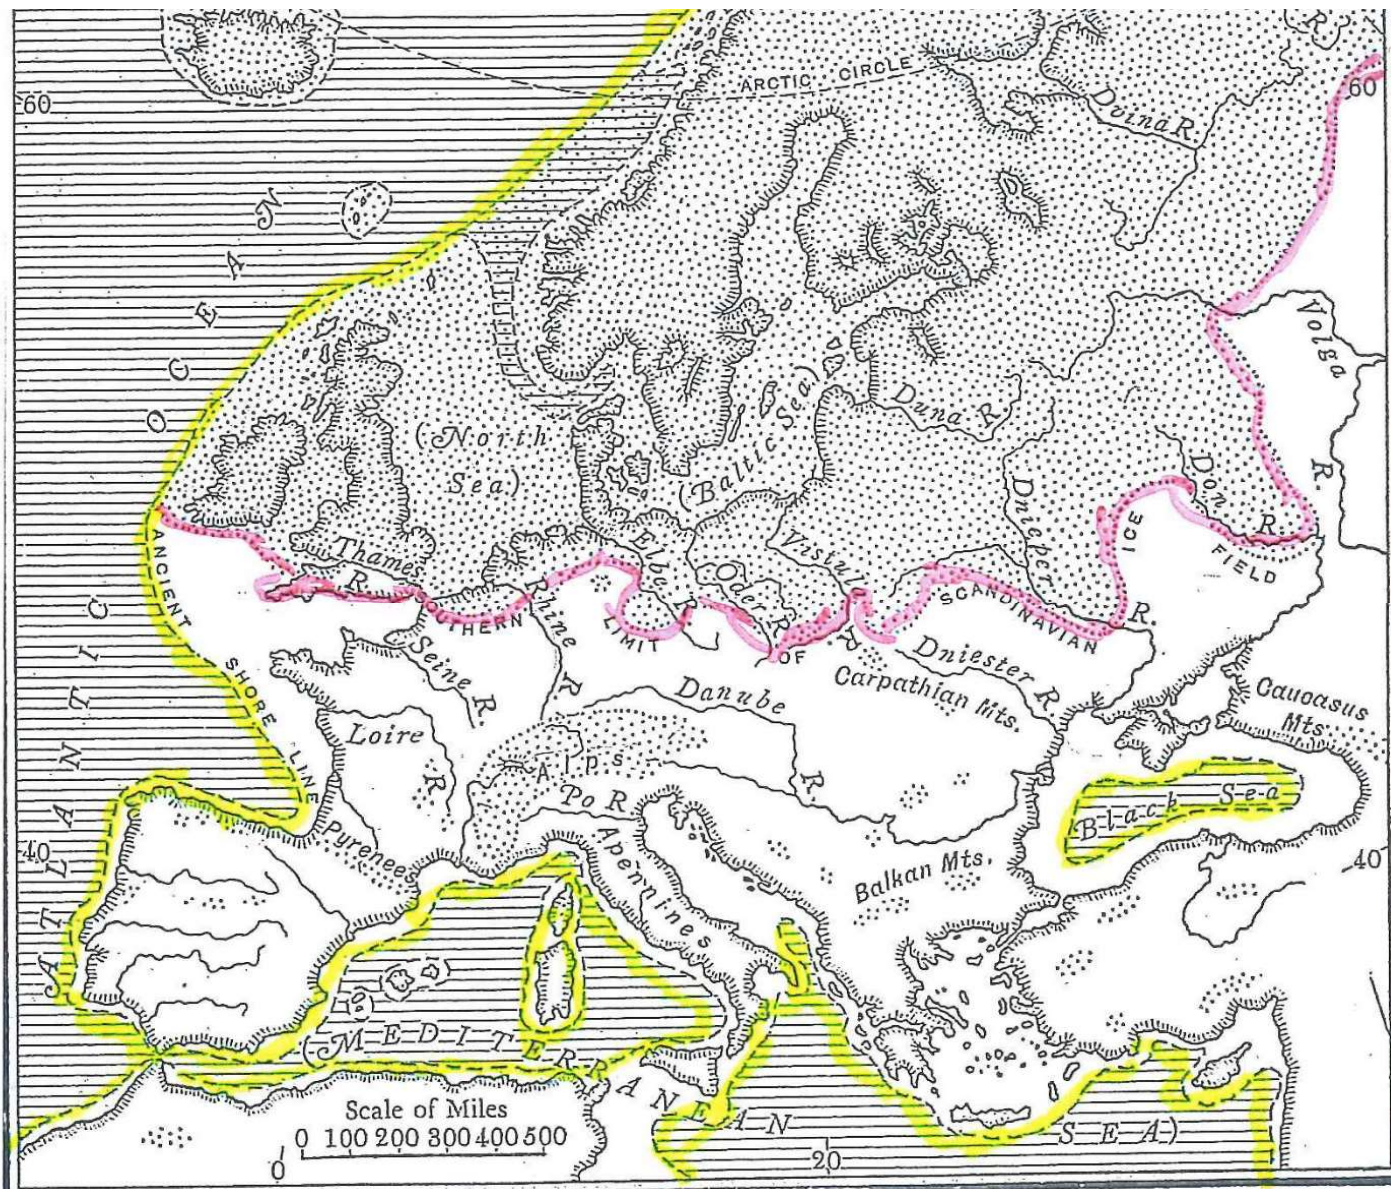 ARCTIC CIRCLE
60
60
Dvina R.
ATLANTIC OCEAN
Volga R.
(North Sea)
(Baltic Sea)
Duna R.
Don R.
Dnieper R.
Thames R.
Elbe R.
Oder R.
Vistula R.
ANCIENT SHORE LINE
SOUTHERN LIMIT OF SCANDINAVIAN ICE FIELD
Rhine R.
Seine R.
Dniester R.
Carpathian Mts.
Danube R.
Caucasus Mts.
Loire R.
Alps
Po R.
Black Sea
Pyrenees
Apennines
Balkan Mts.
40
40
(MEDITERRANEAN SEA)
Scale of Miles
0 100 200 300 400 500
0
20